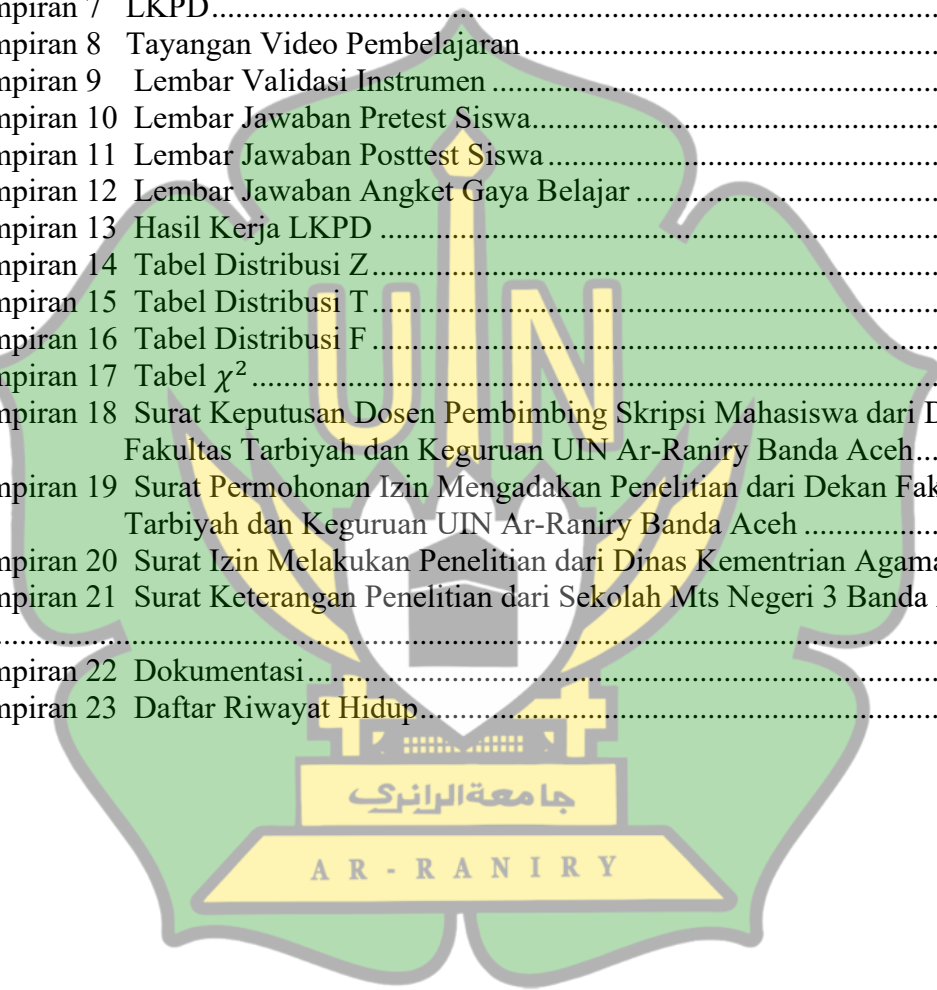 mpiran 7 LKPD....................................................................................
mpiran 8 Tayangan Video Pembelajaran....................................................
mpiran 9 Lembar Validasi Instrumen ........................................................
mpiran 10 Lembar Jawaban Pretest Siswa...................................................
mpiran 11 Lembar Jawaban Posttest Siswa .................................................
mpiran 12 Lembar Jawaban Angket Gaya Belajar ......................................
mpiran 13 Hasil Kerja LKPD .....................................................................
mpiran 14 Tabel Distribusi Z......................................................................
mpiran 15 Tabel Distribusi T......................................................................
mpiran 16 Tabel Distribusi F......................................................................
mpiran 17 Tabel χ²......................................................................................
mpiran 18 Surat Keputusan Dosen Pembimbing Skripsi Mahasiswa dari D
Fakultas Tarbiyah dan Keguruan UIN Ar-Raniry Banda Aceh...
mpiran 19 Surat Permohonan Izin Mengadakan Penelitian dari Dekan Fak
Tarbiyah dan Keguruan UIN Ar-Raniry Banda Aceh .................
mpiran 20 Surat Izin Melakukan Penelitian dari Dinas Kementrian Agama
mpiran 21 Surat Keterangan Penelitian dari Sekolah Mts Negeri 3 Banda
....................................................................................................
mpiran 22 Dokumentasi..............................................................................
mpiran 23 Daftar Riwayat Hidup................................................................
UIN
جامعةالرانري
AR-RANIRY